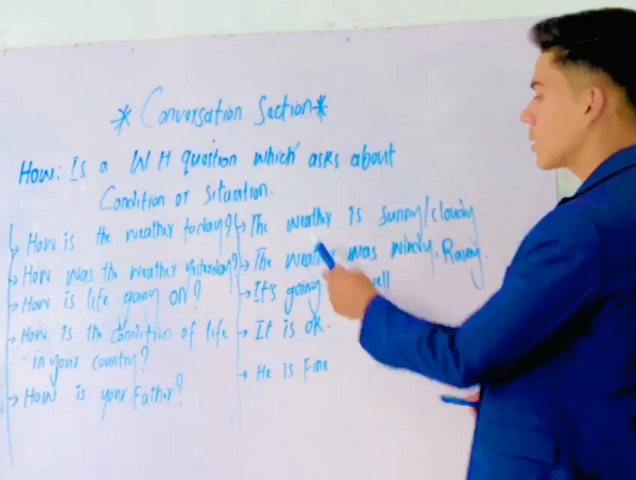 * Conversation Section *
How: Is a WH question which asks about
Condition or Situation.
→ How is the weather today?
→ How was the weather yesterday?
→ How is life going on?
→ How is the condition of life
in your country?
→ How is your Father?
→ The weather is sunny/cloudy
→ The was windy, Rainy.
→ It's going well
→ It is ok.
→ He is Fine